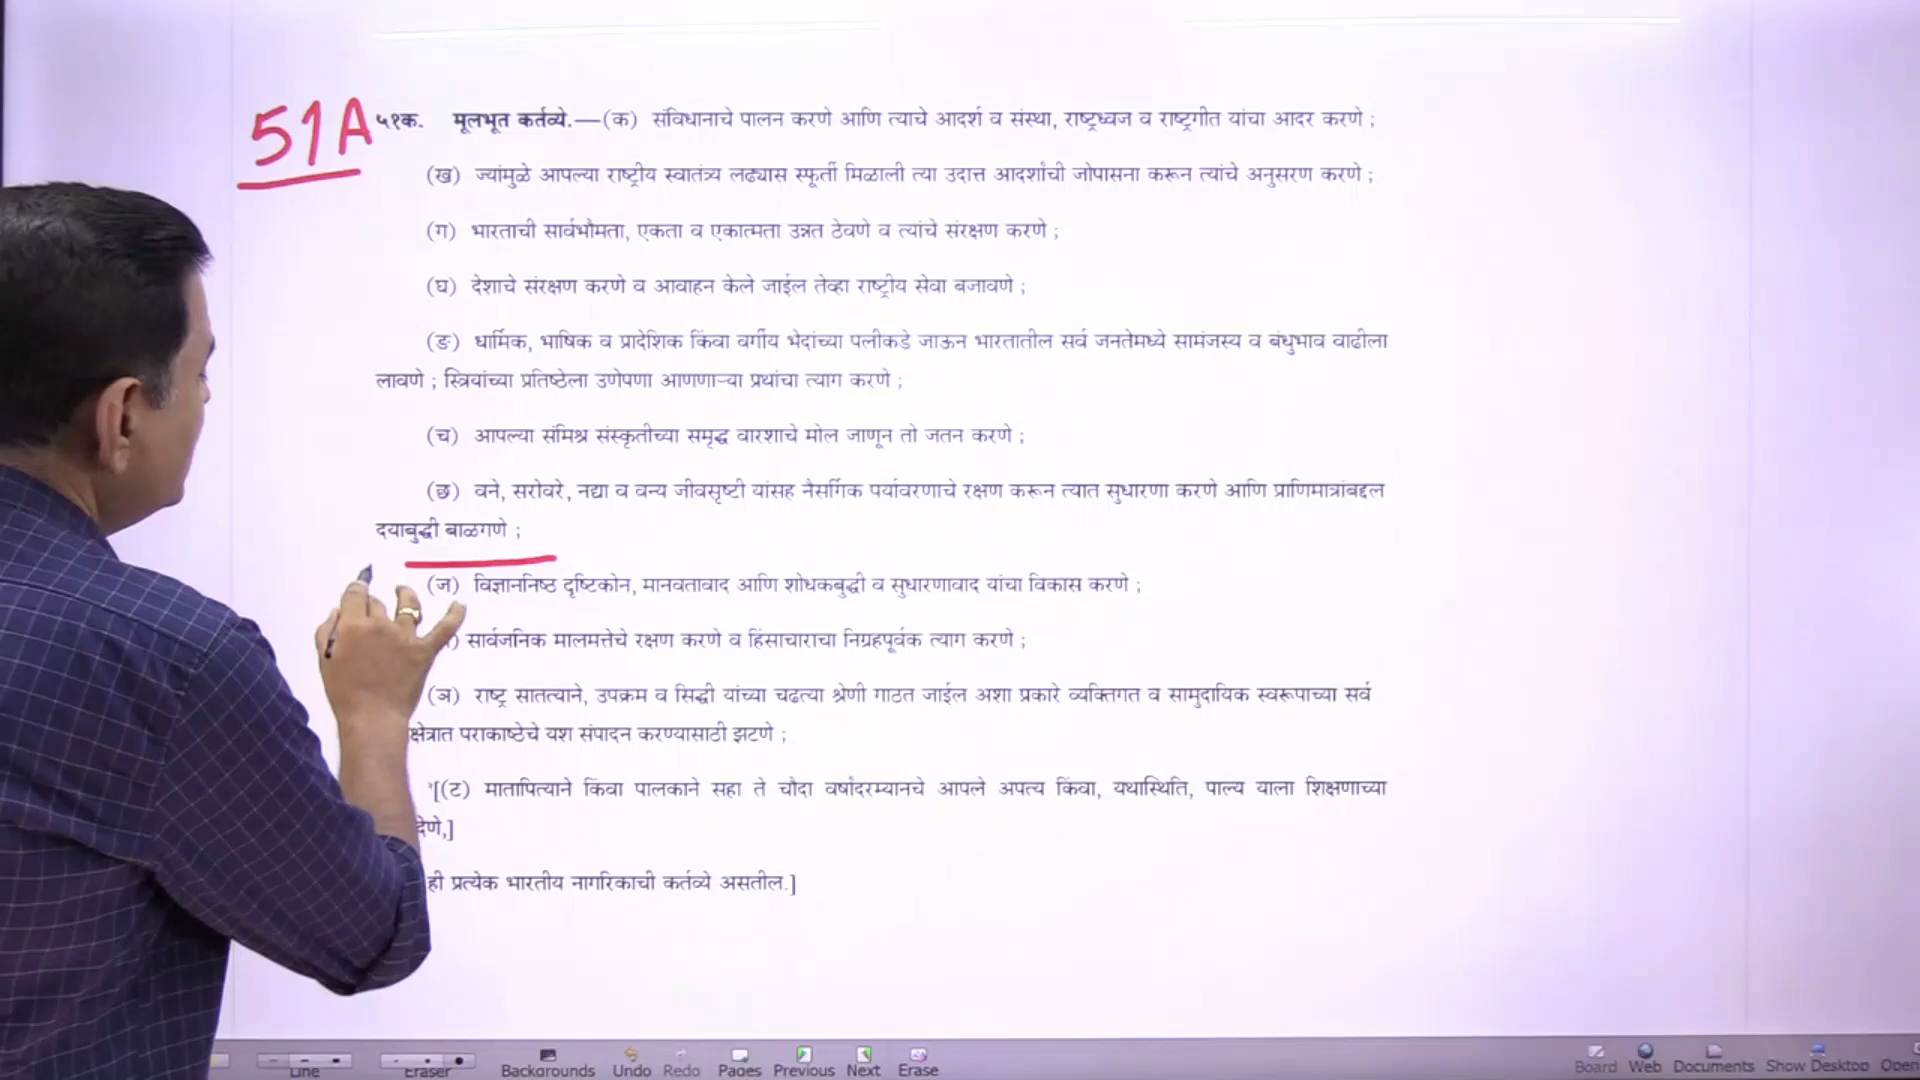 51A
५१क. मूलभूत कर्तव्ये.—(क) संविधानाचे पालन करणे आणि त्याचे आदर्श व संस्था, राष्ट्रध्वज व राष्ट्रगीत यांचा आदर करणे ;
(ख) ज्यांमुळे आपल्या राष्ट्रीय स्वातंत्र्य लढ्यास स्फूर्ती मिळाली त्या उदात्त आदर्शांची जोपासना करून त्यांचे अनुसरण करणे ;
(ग) भारताची सार्वभौमता, एकता व एकात्मता उन्नत ठेवणे व त्यांचे संरक्षण करणे ;
(घ) देशाचे संरक्षण करणे व आवाहन केले जाईल तेव्हा राष्ट्रीय सेवा बजावणे ;
(ङ) धार्मिक, भाषिक व प्रादेशिक किंवा वर्गीय भेदांच्या पलीकडे जाऊन भारतातील सर्व जनतेमध्ये सामंजस्य व बंधुभाव वाढीला
लावणे ; स्त्रियांच्या प्रतिष्ठेला उणेपणा आणणाऱ्या प्रथांचा त्याग करणे ;
(च) आपल्या संमिश्र संस्कृतीच्या समृद्ध वारशाचे मोल जाणून तो जतन करणे ;
(छ) वने, सरोवरे, नद्या व वन्य जीवसृष्टी यांसह नैसर्गिक पर्यावरणाचे रक्षण करून त्यात सुधारणा करणे आणि प्राणिमात्रांबद्दल
दयाबुद्धी बाळगणे ;
(ज) विज्ञाननिष्ठ दृष्टिकोन, मानवतावाद आणि शोधकबुद्धी व सुधारणावाद यांचा विकास करणे ;
सार्वजनिक मालमत्तेचे रक्षण करणे व हिंसाचाराचा निग्रहपूर्वक त्याग करणे ;
(ञ) राष्ट्र सातत्याने, उपक्रम व सिद्धी यांच्या चढत्या श्रेणी गाठत जाईल अशा प्रकारे व्यक्तिगत व सामुदायिक स्वरूपाच्या सर्व
क्षेत्रात पराकाष्ठेचे यश संपादन करण्यासाठी झटणे ;
[(ट) मातापित्याने किंवा पालकाने सहा ते चौदा वर्षांदरम्यानचे आपले अपत्य किंवा, यथास्थिति, पाल्य याला शिक्षणाच्या
देणे,]
ही प्रत्येक भारतीय नागरिकाची कर्तव्ये असतील.]
Line Eraser Backgrounds Undo Redo Pages Previous Next Erase Board Web Documents Show Desktop Open